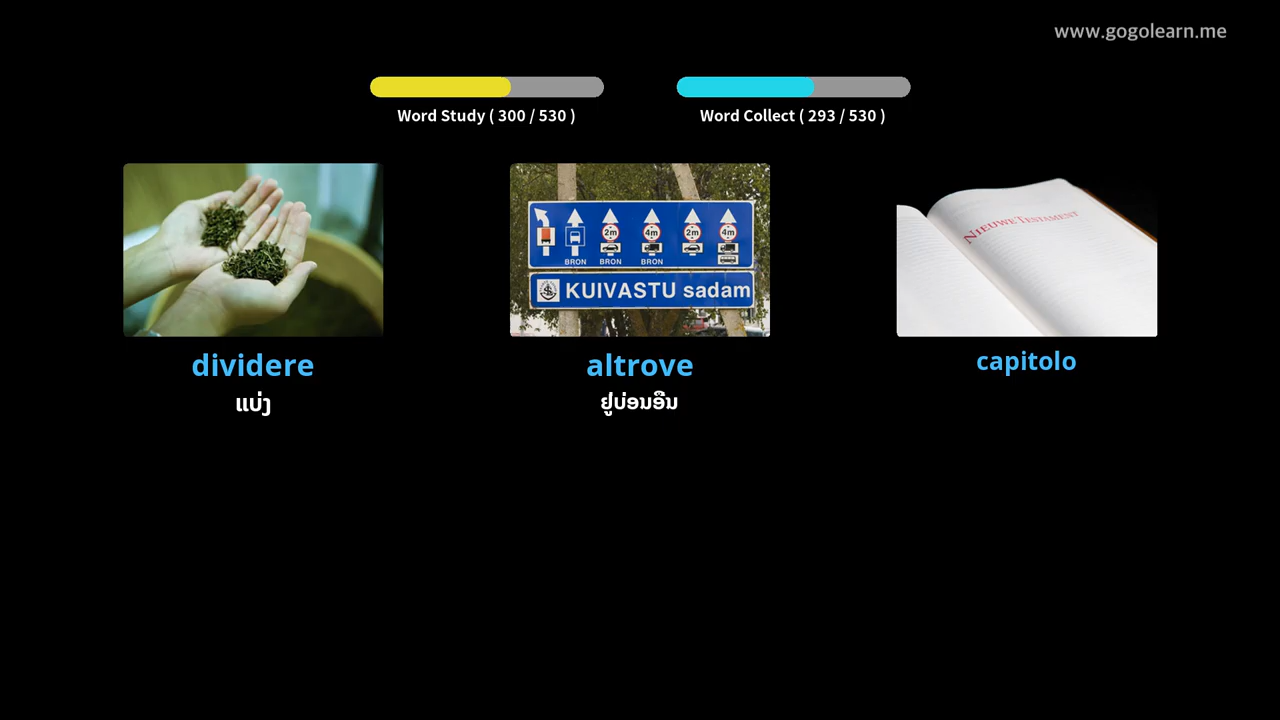 www.gogolearn.me
Word Study ( 300 / 530 )
Word Collect ( 293 / 530 )
2m
4m
2m
4m
BRON
BRON
BRON
KUIVASTU sadam
NIEUWE TESTAMENT
dividere
altrove
capitolo
ແບ່ງ
ຢູ່ບ່ອນອື່ນ